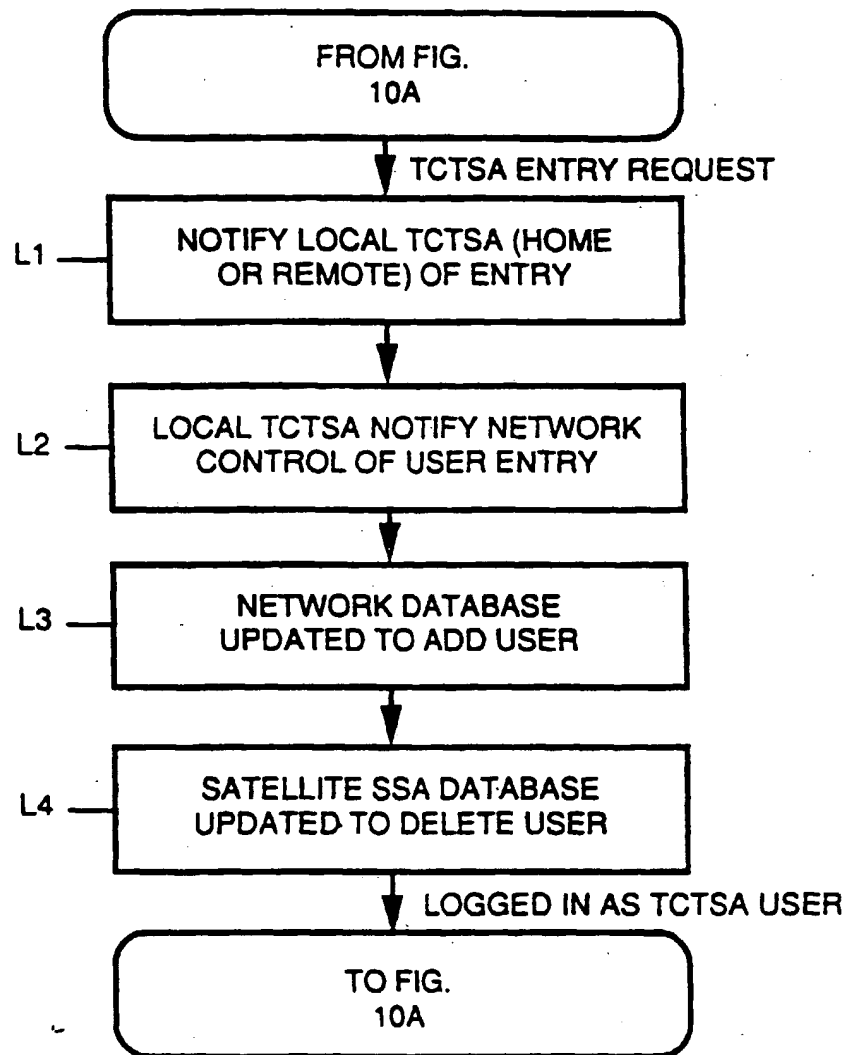 FROM FIG.
10A
TCTSA ENTRY REQUEST
L1
NOTIFY LOCAL TCTSA (HOME
OR REMOTE) OF ENTRY
L2
LOCAL TCTSA NOTIFY NETWORK
CONTROL OF USER ENTRY
L3
NETWORK DATABASE
UPDATED TO ADD USER
L4
SATELLITE SSA DATABASE
UPDATED TO DELETE USER
LOGGED IN AS TCTSA USER
TO FIG.
10A